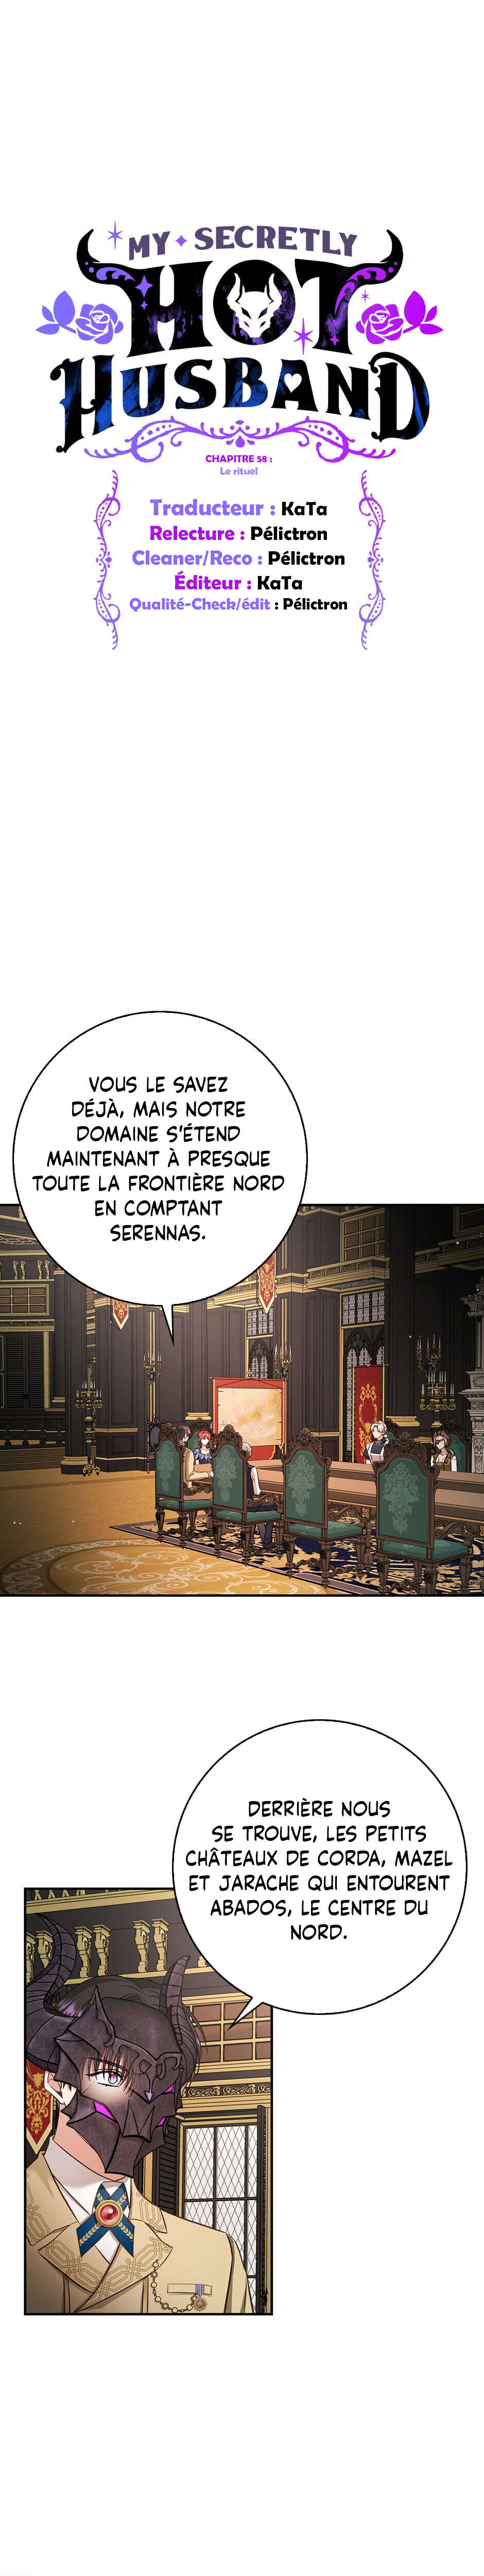 MY SECRETLY
HOT
HUSBAND
CHAPITRE 58 :
Le rituel
Traducteur : KaTa
Relecture : Pélictron
Cleaner/Reco : Pélictron
Éditeur : KaTa
Qualité-Check/édit : Pélictron
VOUS LE SAVEZ
DÉJÀ, MAIS NOTRE
DOMAINE S'ÉTEND
MAINTENANT À PRESQUE
TOUTE LA FRONTIÈRE NORD
EN COMPTANT
SERENNAS.
DERRIÈRE NOUS
SE TROUVE, LES PETITS
CHÂTEAUX DE CORDA, MAZEL
ET JARACHE QUI ENTOURENT
ABADOS, LE CENTRE DU
NORD.